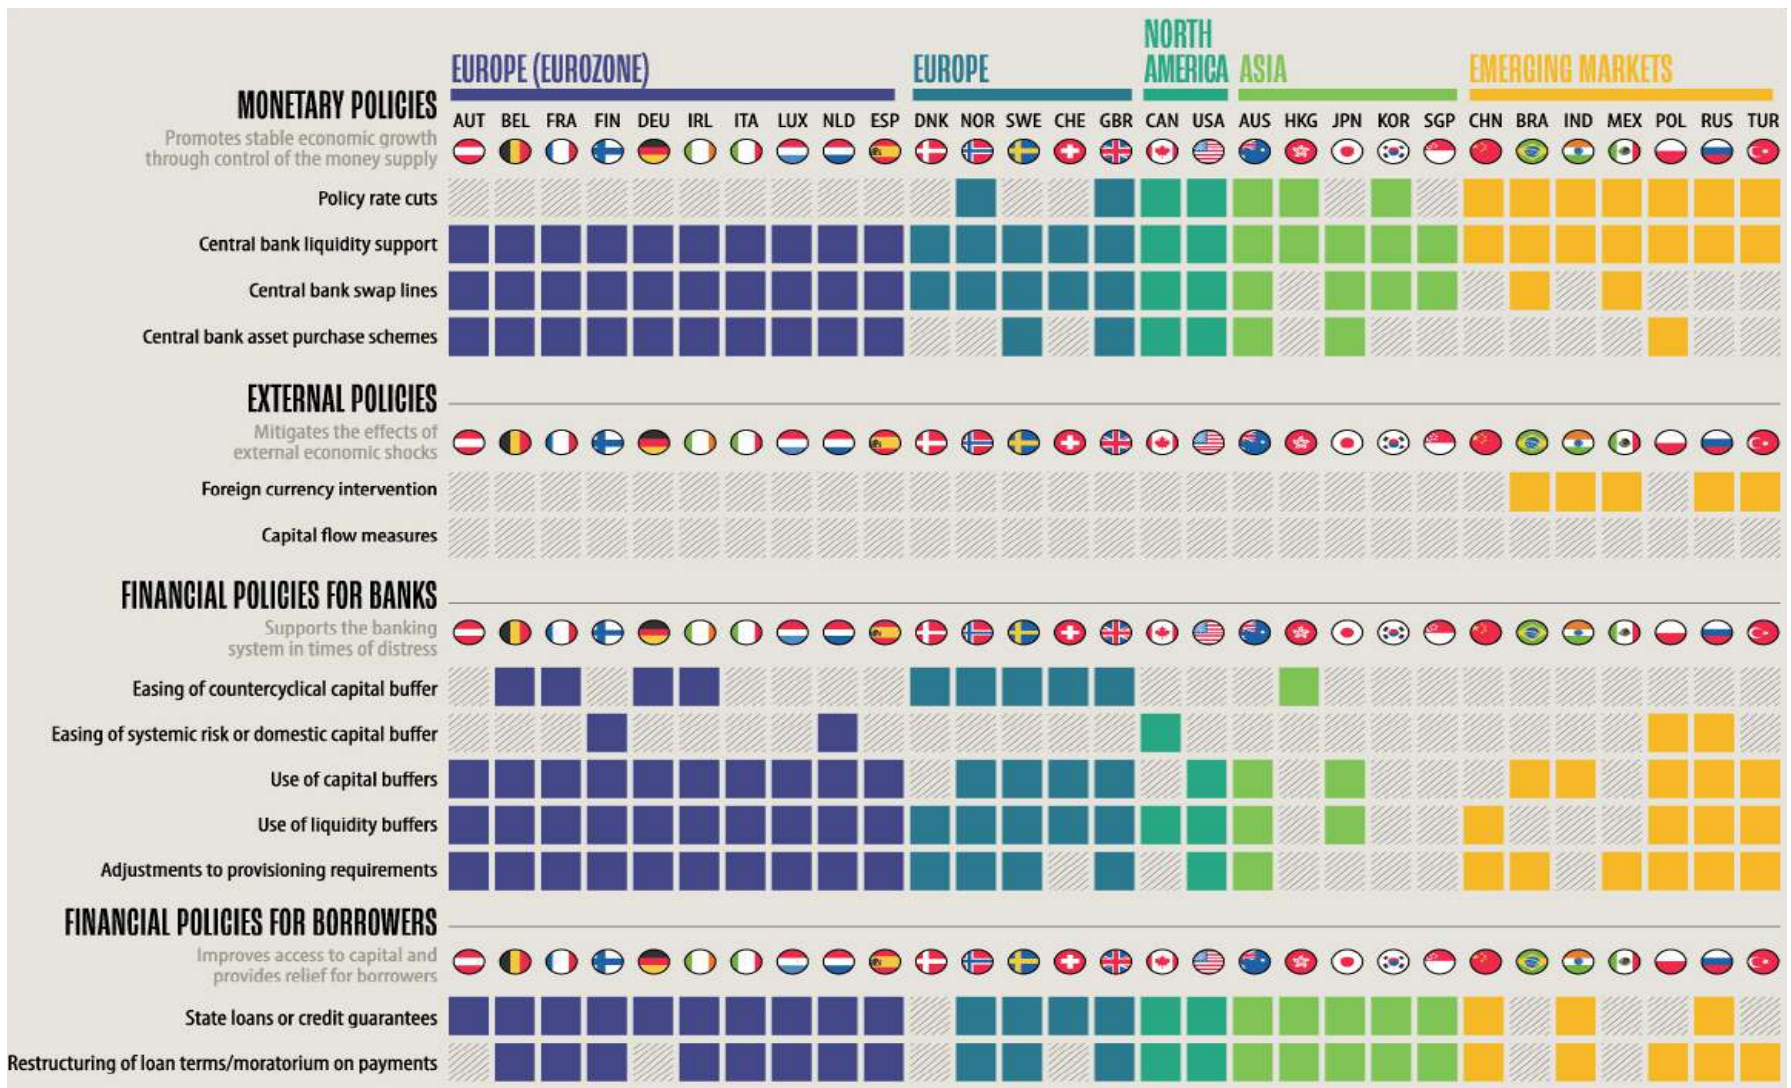 NORTH
EUROPE (EUROZONE) EUROPE AMERICA ASIA EMERGING MARKETS
MONETARY POLICIES
AUT BEL FRA FIN DEU IRL ITA LUX NLD ESP DNK NOR SWE CHE GBR CAN USA AUS HKG JPN KOR SGP CHN BRA IND MEX POL RUS TUR
Promotes stable economic growth
through control of the money supply
Policy rate cuts
Central bank liquidity support
Central bank swap lines
Central bank asset purchase schemes
EXTERNAL POLICIES
Mitigates the effects of
external economic shocks
Foreign currency intervention
Capital flow measures
FINANCIAL POLICIES FOR BANKS
Supports the banking
system in times of distress
Easing of countercyclical capital buffer
Easing of systemic risk or domestic capital buffer
Use of capital buffers
Use of liquidity buffers
Adjustments to provisioning requirements
FINANCIAL POLICIES FOR BORROWERS
Improves access to capital and
provides relief for borrowers
State loans or credit guarantees
Restructuring of loan terms/moratorium on payments